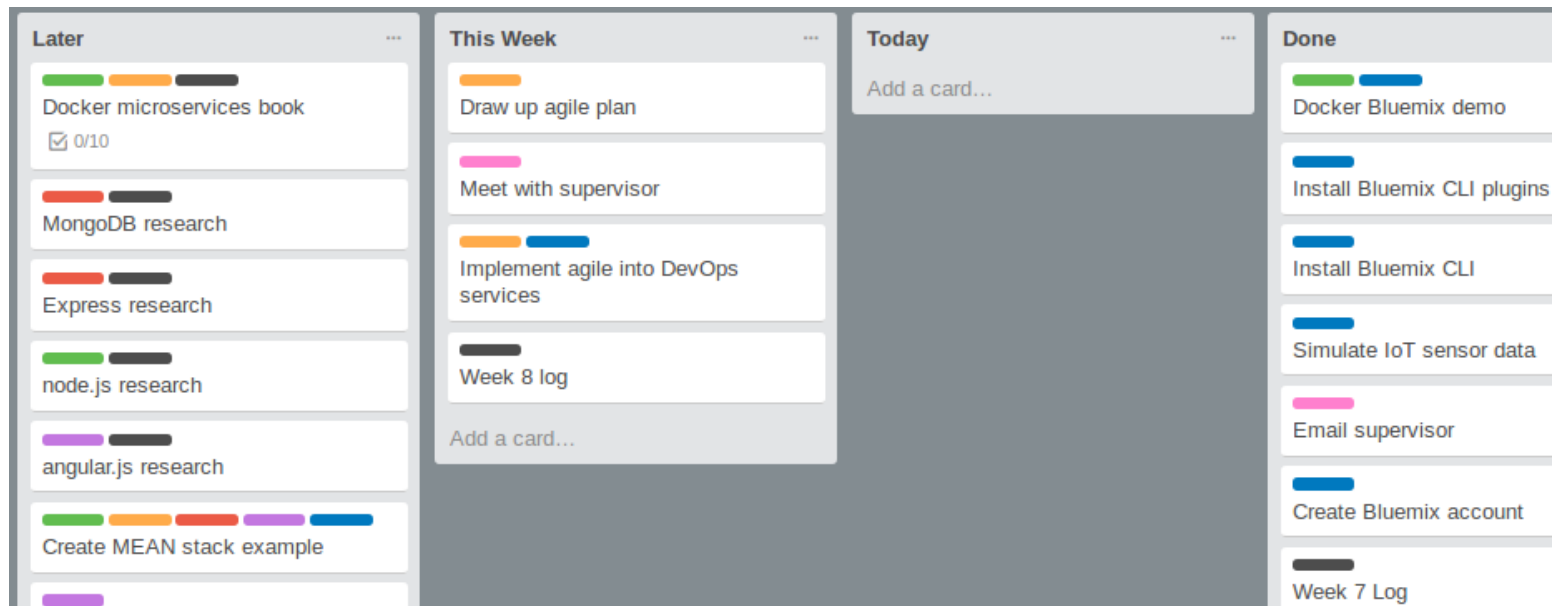 Later
Docker microservices book
0/10
MongoDB research
Express research
node.js research
angular.js research
Create MEAN stack example
This Week
Draw up agile plan
Meet with supervisor
Implement agile into DevOps
services
Week 8 log
Add a card…
Today
Add a card…
Done
Docker Bluemix demo
Install Bluemix CLI plugins
Install Bluemix CLI
Simulate IoT sensor data
Email supervisor
Create Bluemix account
Week 7 Log